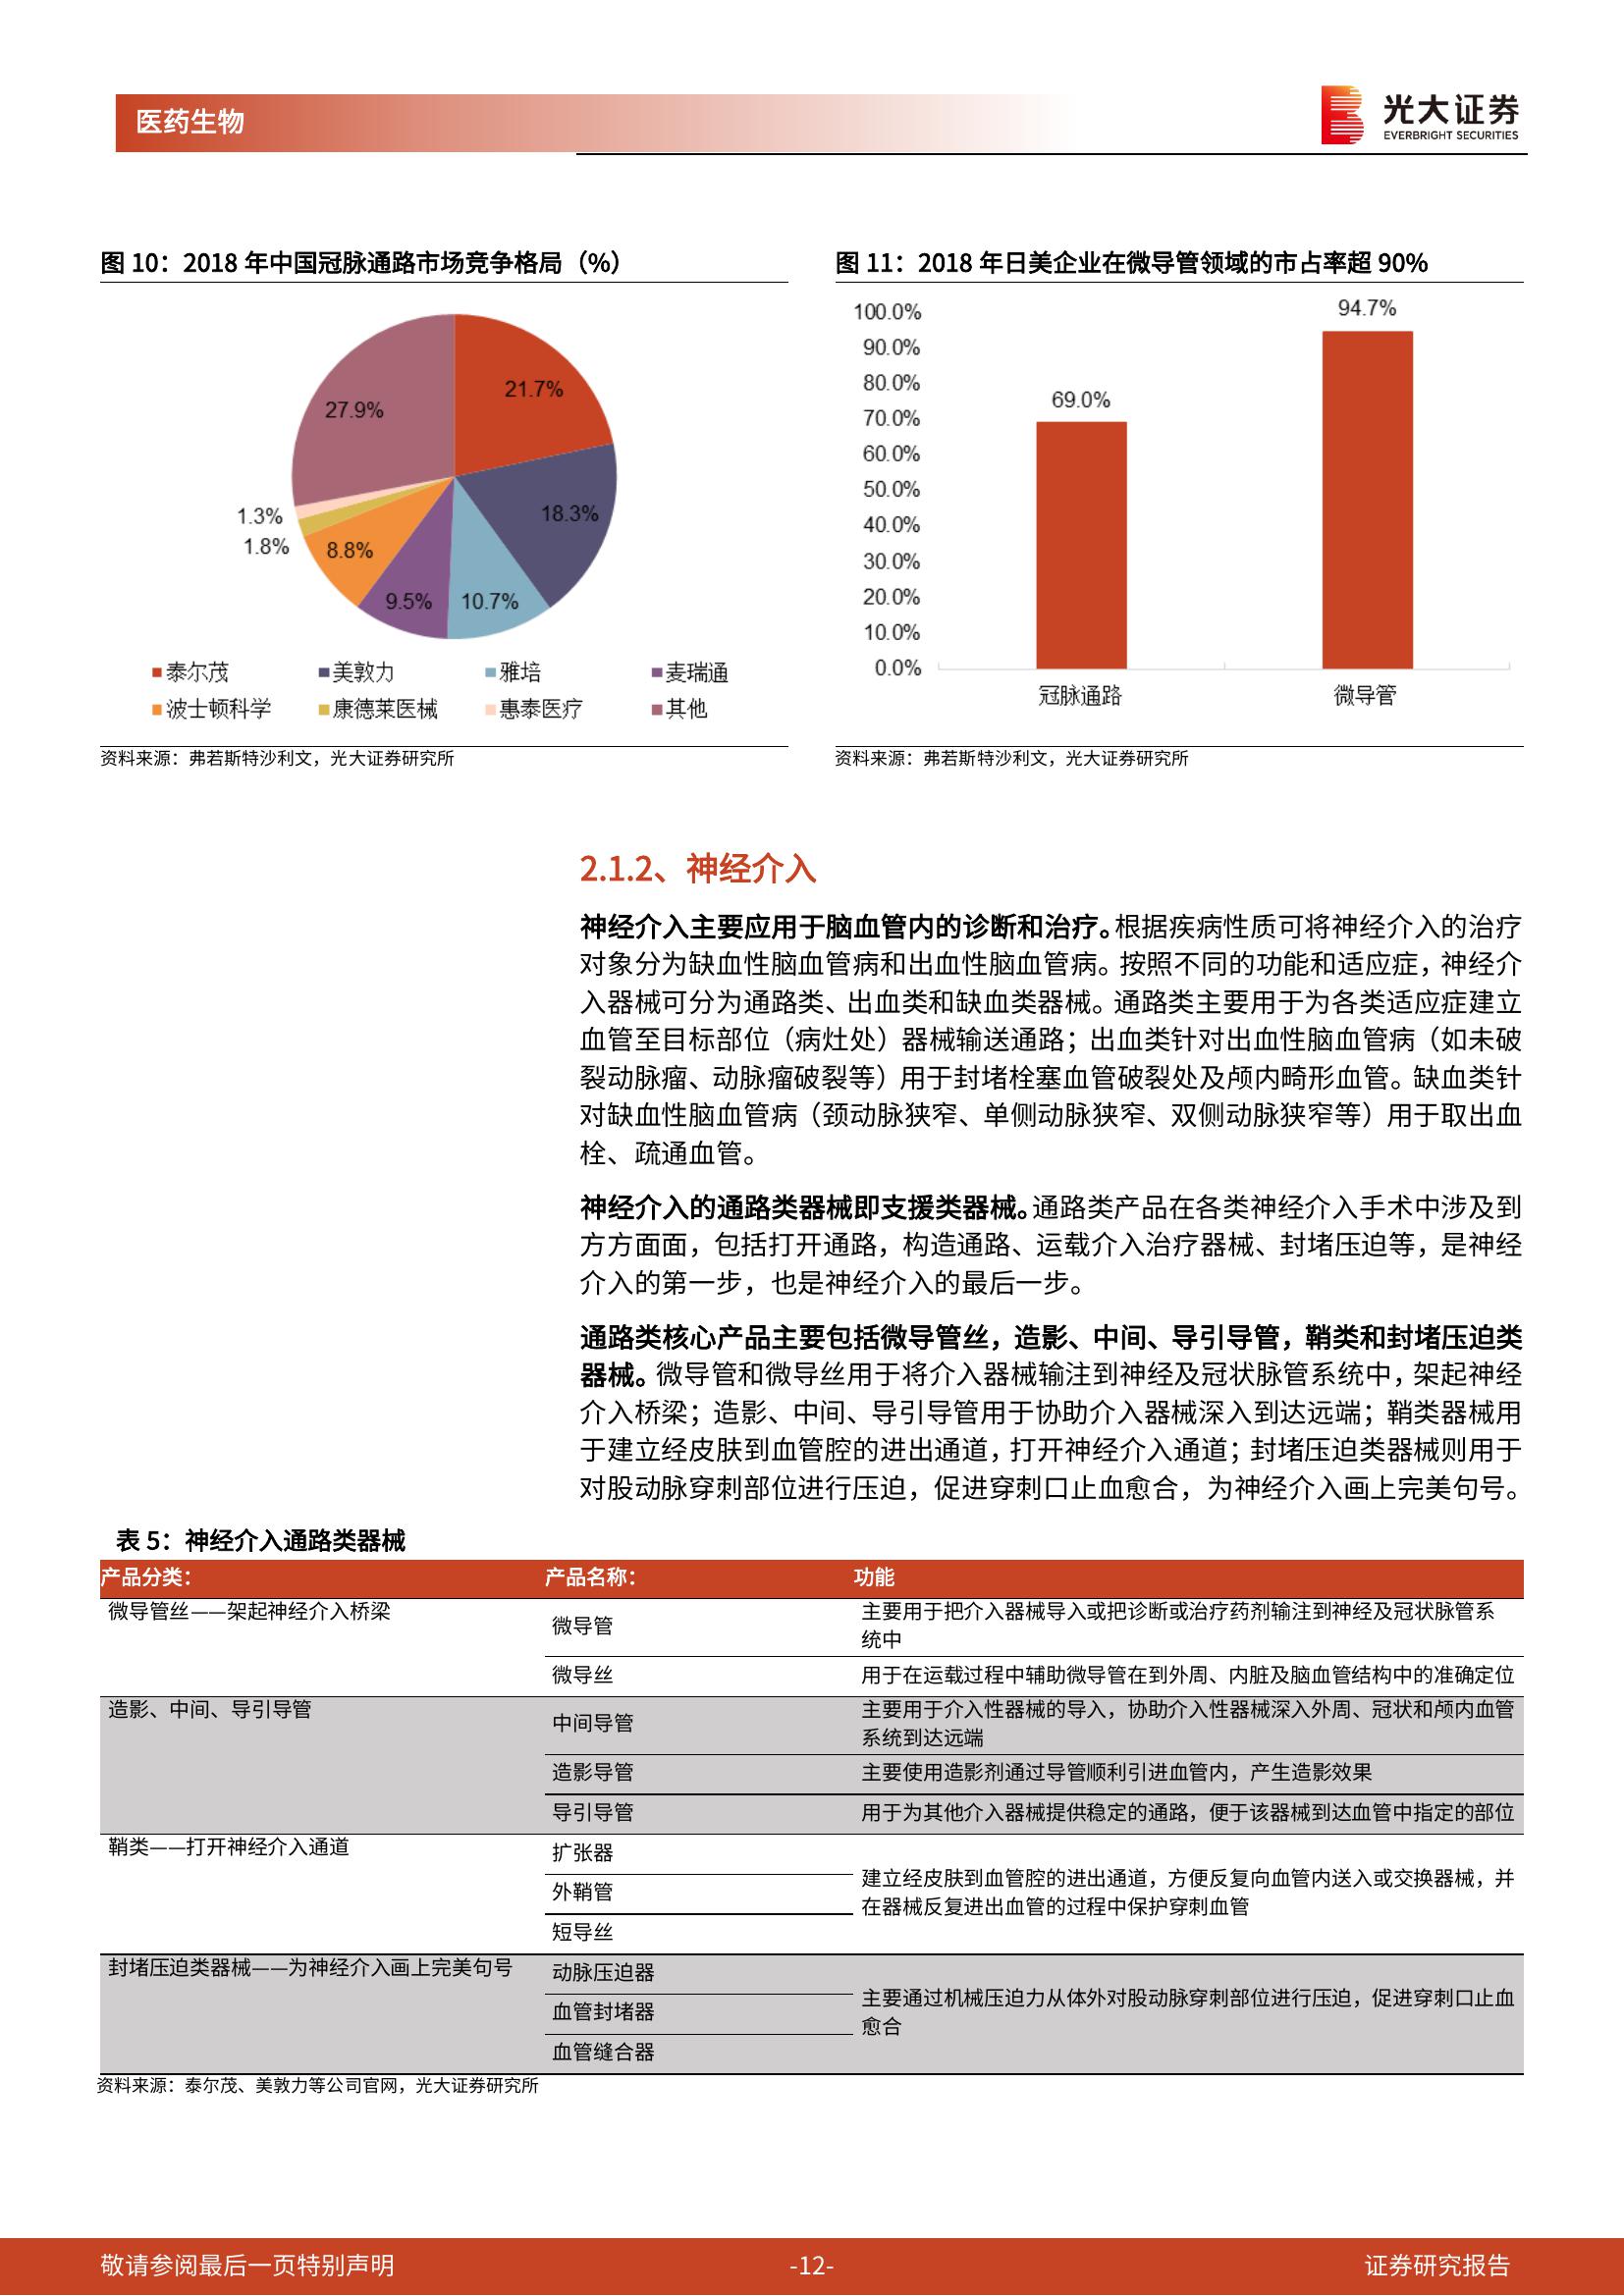 医药生物
光大证券
EVERBRIGHT SECURITIES
图 10：2018 年中国冠脉通路市场竞争格局（%）
21.7%
27.9%
18.3%
1.3%
1.8%
8.8%
9.5%
10.7%
泰尔茂
美敦力
雅培
麦瑞通
波士顿科学
康德莱医械
惠泰医疗
其他
资料来源：弗若斯特沙利文，光大证券研究所
图 11：2018 年日美企业在微导管领域的市占率超 90%
100.0%
90.0%
80.0%
70.0%
60.0%
50.0%
40.0%
30.0%
20.0%
10.0%
0.0%
69.0%
94.7%
冠脉通路
微导管
资料来源：弗若斯特沙利文，光大证券研究所
2.1.2、神经介入
神经介入主要应用于脑血管内的诊断和治疗。根据疾病性质可将神经介入的治疗
对象分为缺血性脑血管病和出血性脑血管病。按照不同的功能和适应症，神经介
入器械可分为通路类、出血类和缺血类器械。通路类主要用于为各类适应症建立
血管至目标部位（病灶处）器械输送通路；出血类针对出血性脑血管病（如未破
裂动脉瘤、动脉瘤破裂等）用于封堵栓塞血管破裂处及颅内畸形血管。缺血类针
对缺血性脑血管病（颈动脉狭窄、单侧动脉狭窄、双侧动脉狭窄等）用于取出血
栓、疏通血管。
神经介入的通路类器械即支援类器械。通路类产品在各类神经介入手术中涉及到
方方面面，包括打开通路，构造通路、运载介入治疗器械、封堵压迫等，是神经
介入的第一步，也是神经介入的最后一步。
通路类核心产品主要包括微导管丝，造影、中间、导引导管，鞘类和封堵压迫类
器械。微导管和微导丝用于将介入器械输注到神经及冠状脉管系统中，架起神经
介入桥梁；造影、中间、导引导管用于协助介入器械深入到达远端；鞘类器械用
于建立经皮肤到血管腔的进出通道，打开神经介入通道；封堵压迫类器械则用于
对股动脉穿刺部位进行压迫，促进穿刺口止血愈合，为神经介入画上完美句号。
表 5：神经介入通路类器械
产品分类： 产品名称： 功能
微导管丝——架起神经介入桥梁
微导管
主要用于把介入器械导入或把诊断或治疗药剂输注到神经及冠状脉管系
统中
微导丝
用于在运载过程中辅助微导管在到外周、内脏及脑血管结构中的准确定位
造影、中间、导引导管
中间导管
主要用于介入性器械的导入，协助介入性器械深入外周、冠状和颅内血管
系统到达远端
造影导管
主要使用造影剂通过导管顺利引进血管内，产生造影效果
导引导管
用于为其他介入器械提供稳定的通路，便于该器械到达血管中指定的部位
鞘类——打开神经介入通道
扩张器
外鞘管
短导丝
建立经皮肤到血管腔的进出通道，方便反复向血管内送入或交换器械，并
在器械反复进出血管的过程中保护穿刺血管
封堵压迫类器械——为神经介入画上完美句号
动脉压迫器
血管封堵器
血管缝合器
主要通过机械压迫力从体外对股动脉穿刺部位进行压迫，促进穿刺口止血
愈合
资料来源：泰尔茂、美敦力等公司官网，光大证券研究所
敬请参阅最后一页特别声明
-12-
证券研究报告